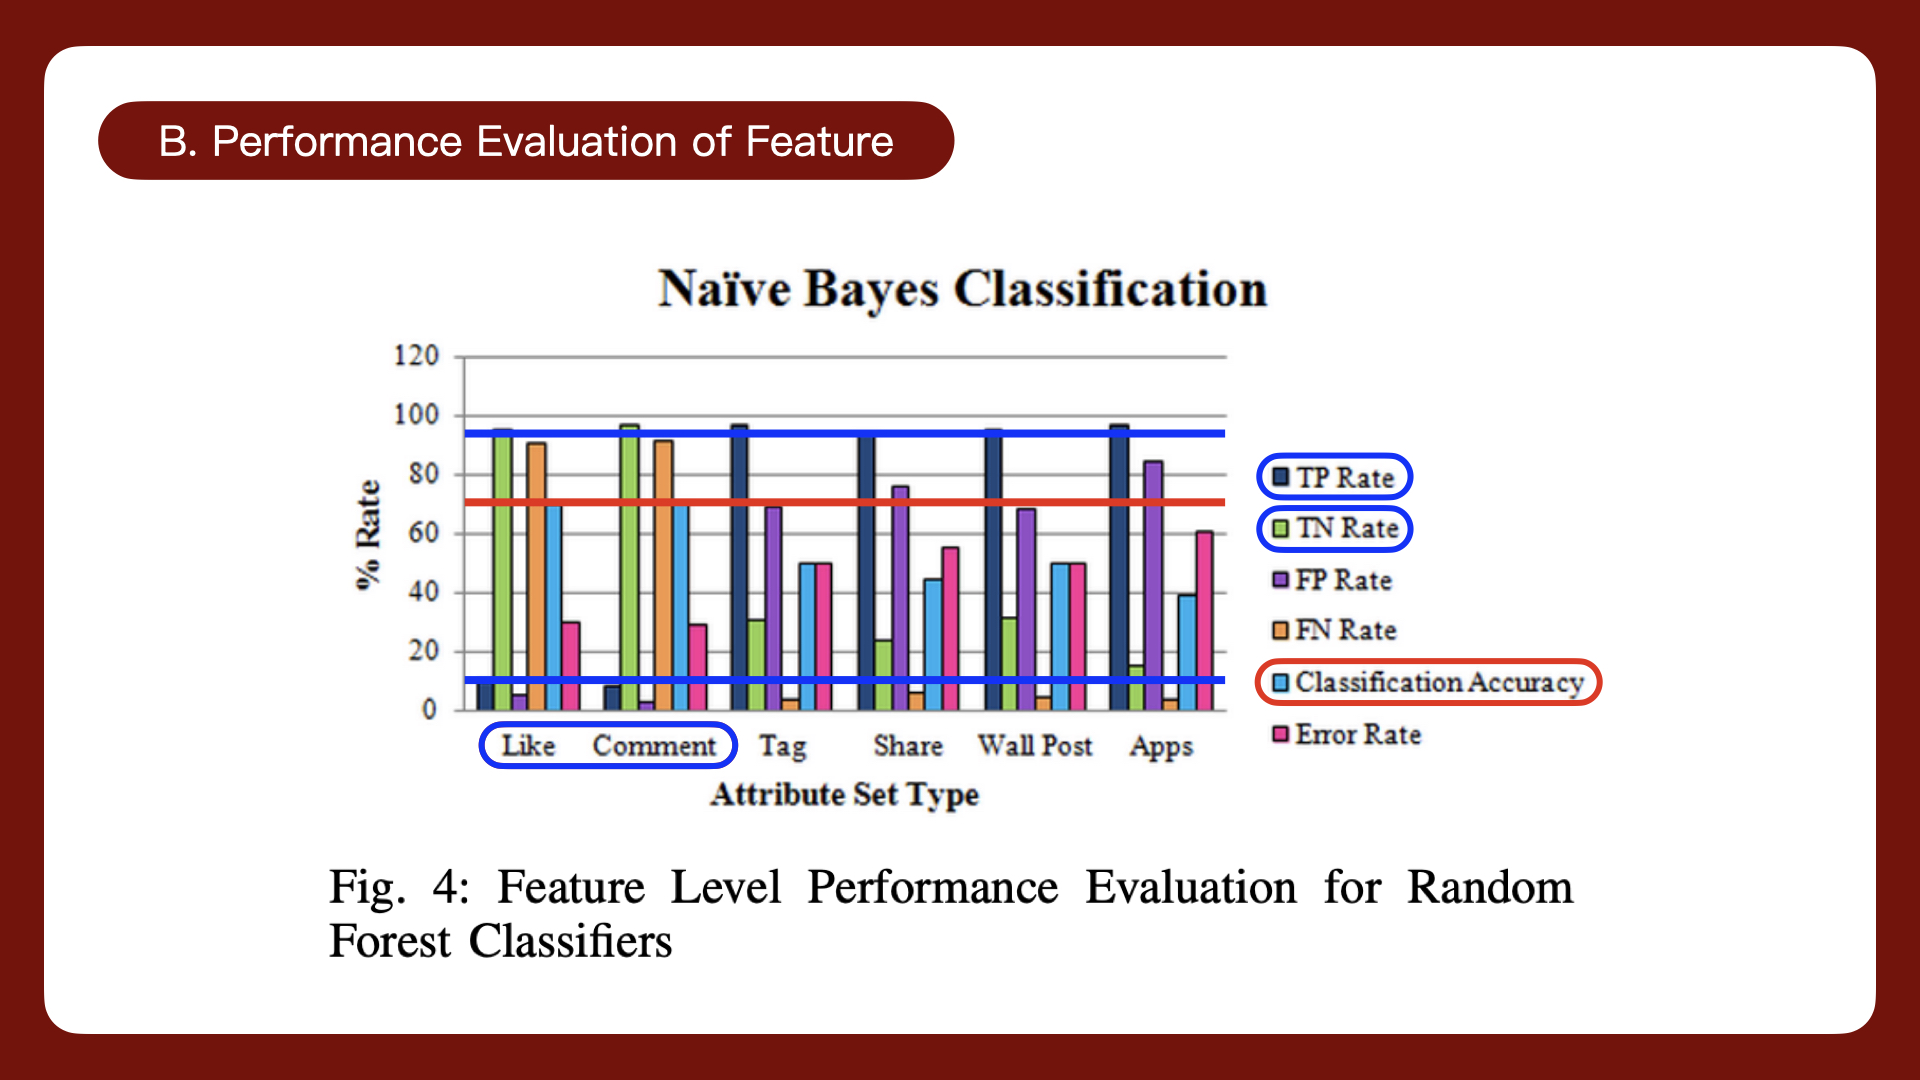 B. Performance Evaluation of Feature
Naïve Bayes Classification
120
100
80
60
40
20
0
% Rate
Like Comment Tag Share Wall Post Apps
Attribute Set Type
TP Rate
TN Rate
FP Rate
FN Rate
Classification Accuracy
Error Rate
Fig. 4: Feature Level Performance Evaluation for Random
Forest Classifiers